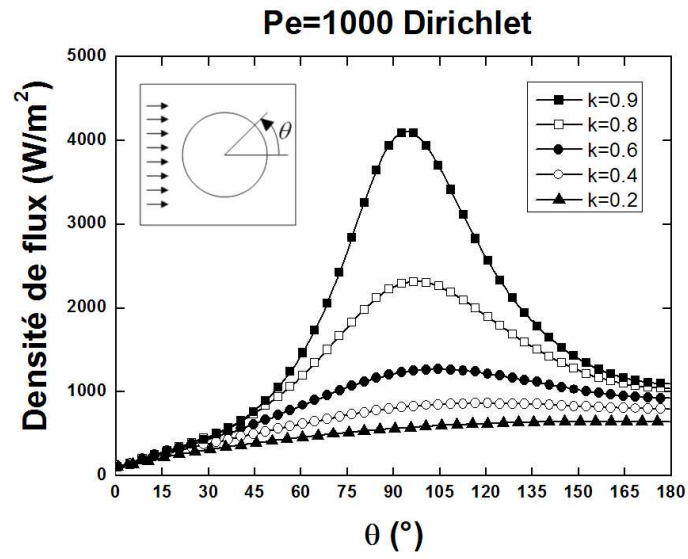 Pe=1000 Dirichlet
Densité de flux (W/m²)
5000
4000
3000
2000
1000
0
θ
k=0.9
k=0.8
k=0.6
k=0.4
k=0.2
0 15 30 45 60 75 90 105 120 135 150 165 180
θ (°)